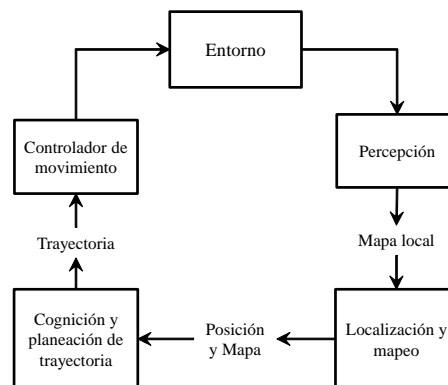 Entorno
Controlador de
movimiento
Percepción
Trayectoria
Mapa local
Cognición y
planeación de
trayectoria
Posición
y Mapa
Localización y
mapeo